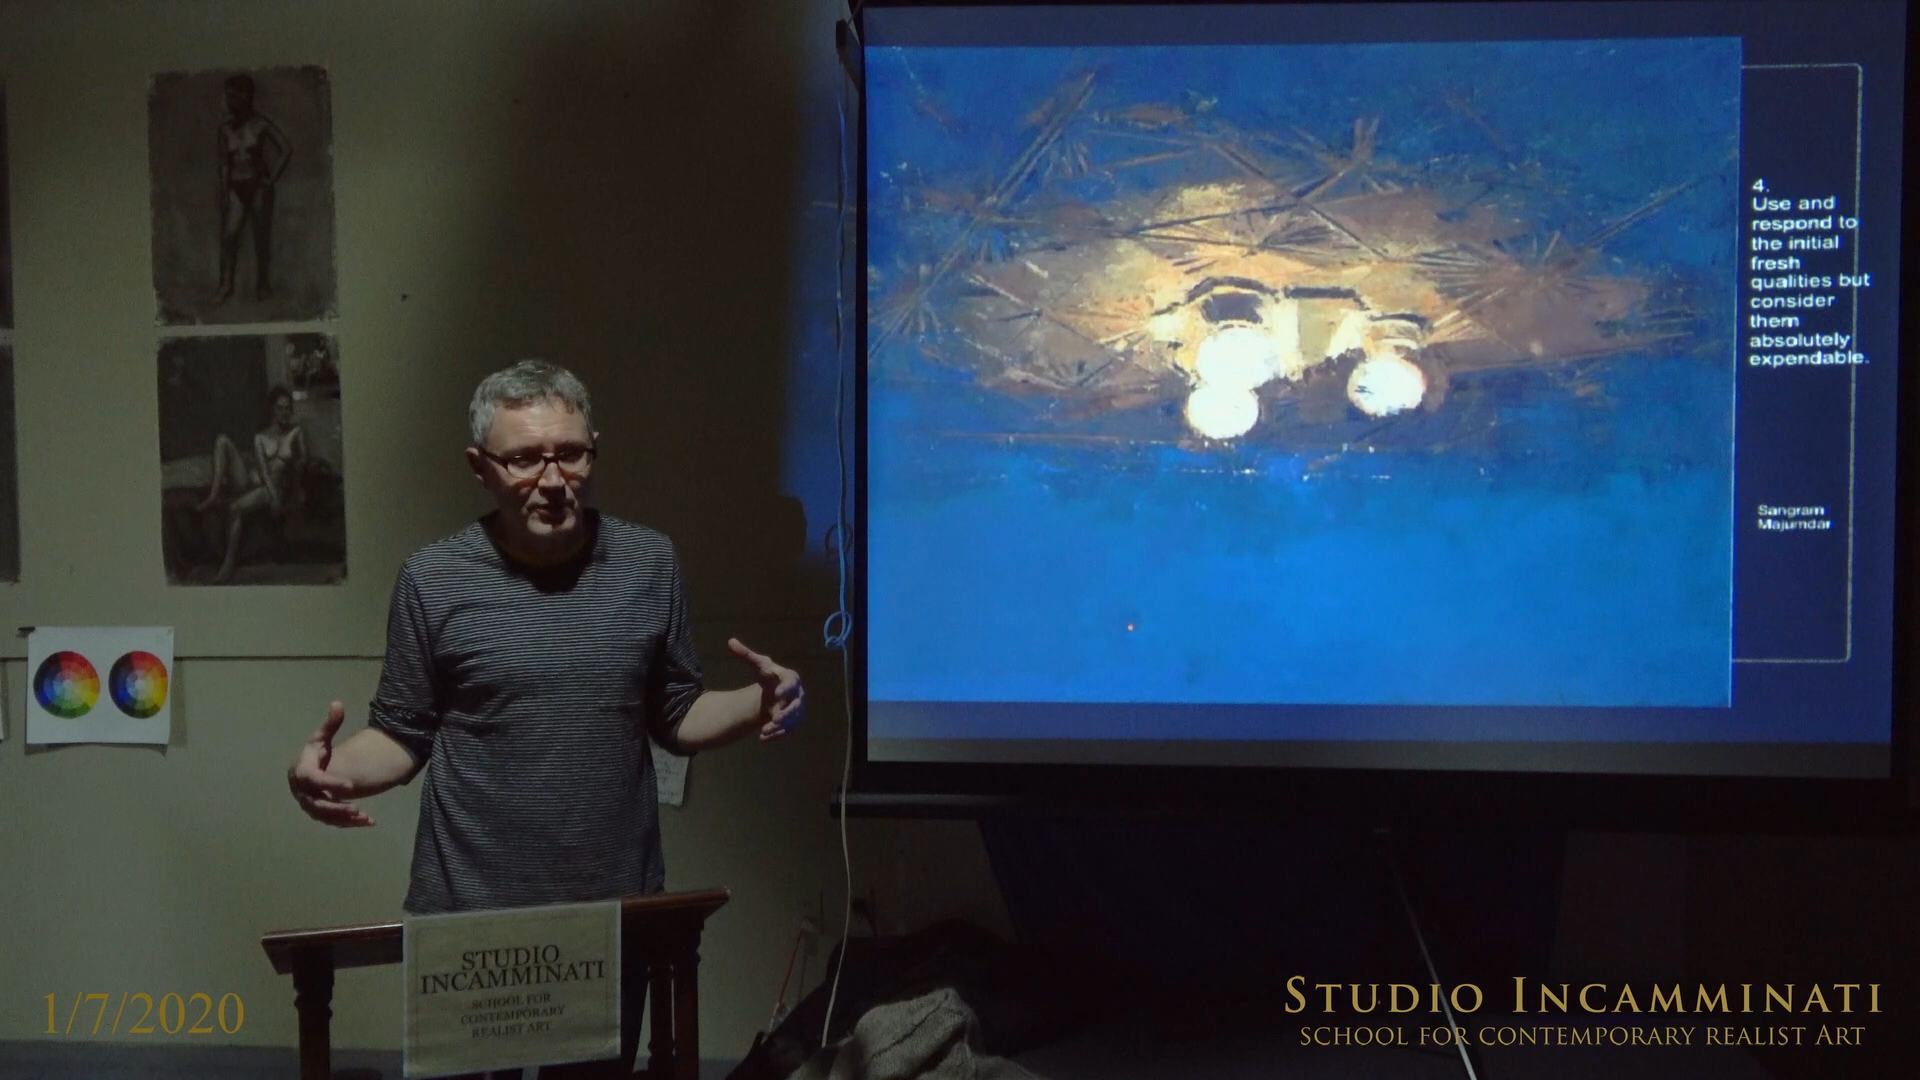 4.
Use and
respond to
the initial
fresh
qualities but
consider
them
absolutely
expendable.
Sangram
Majumdar
STUDIO
INCAMMINATI
SCHOOL FOR
CONTEMPORARY
REALIST ART
1/7/2020
STUDIO INCAMMINATI
SCHOOL FOR CONTEMPORARY REALIST ART